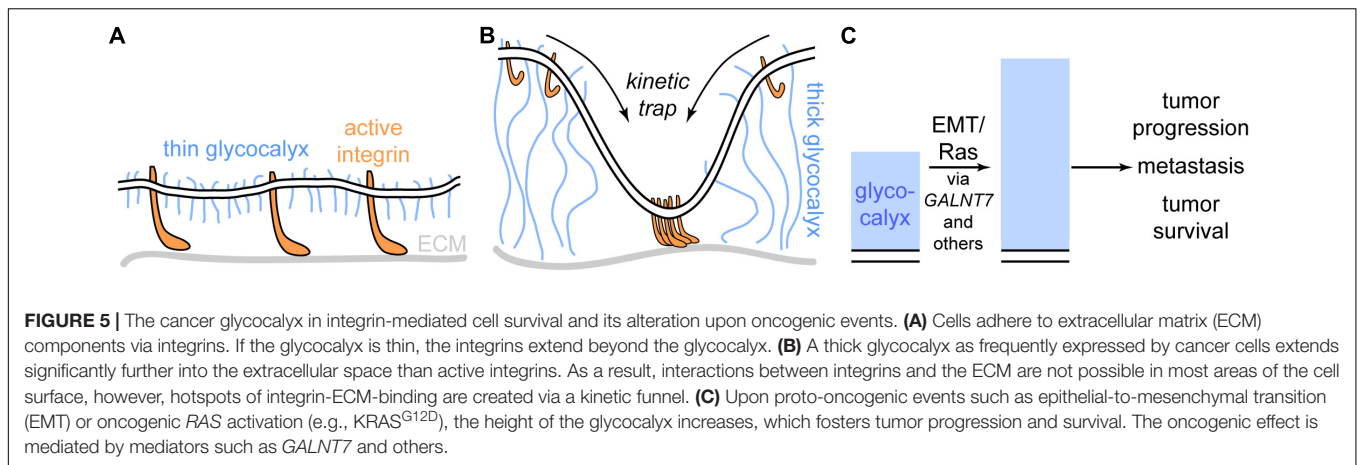 A
thin glycocalyx
active
integrin
ECM
B
kinetic
trap
thick glycocalyx
C
glyco-
calyx
EMT/
Ras
via
GALNT7
and
others
tumor
progression
metastasis
tumor
survival
FIGURE 5 | The cancer glycocalyx in integrin-mediated cell survival and its alteration upon oncogenic events. (A) Cells adhere to extracellular matrix (ECM)
components via integrins. If the glycocalyx is thin, the integrins extend beyond the glycocalyx. (B) A thick glycocalyx as frequently expressed by cancer cells extends
significantly further into the extracellular space than active integrins. As a result, interactions between integrins and the ECM are not possible in most areas of the cell
surface, however, hotspots of integrin-ECM-binding are created via a kinetic funnel. (C) Upon proto-oncogenic events such as epithelial-to-mesenchymal transition
(EMT) or oncogenic RAS activation (e.g., KRASG12D), the height of the glycocalyx increases, which fosters tumor progression and survival. The oncogenic effect is
mediated by mediators such as GALNT7 and others.